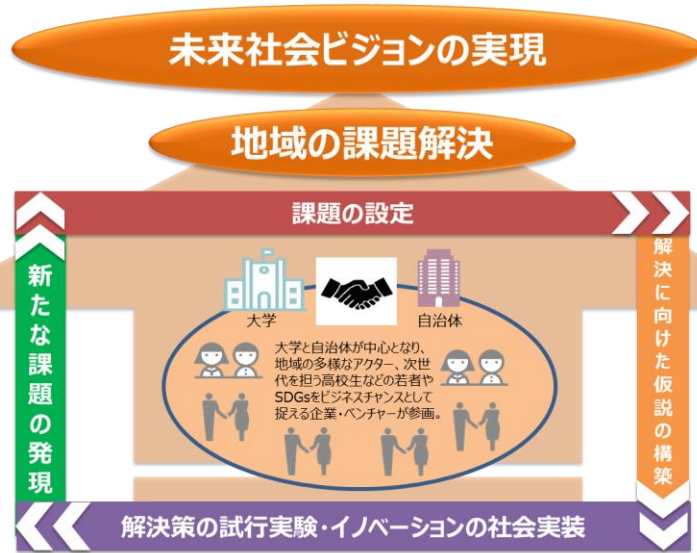 未来社会ビジョンの実現
地域の課題解決
課題の設定
新たな課題の発現
解決に向けた仮説の構築
大学
自治体
大学と自治体が中心となり、
地域の多様なアクター、次世
代を担う高校生などの若者や
SDGsをビジネスチャンスとして
捉える企業・ベンチャーが参画。
解決策の試行実験・イノベーションの社会実装